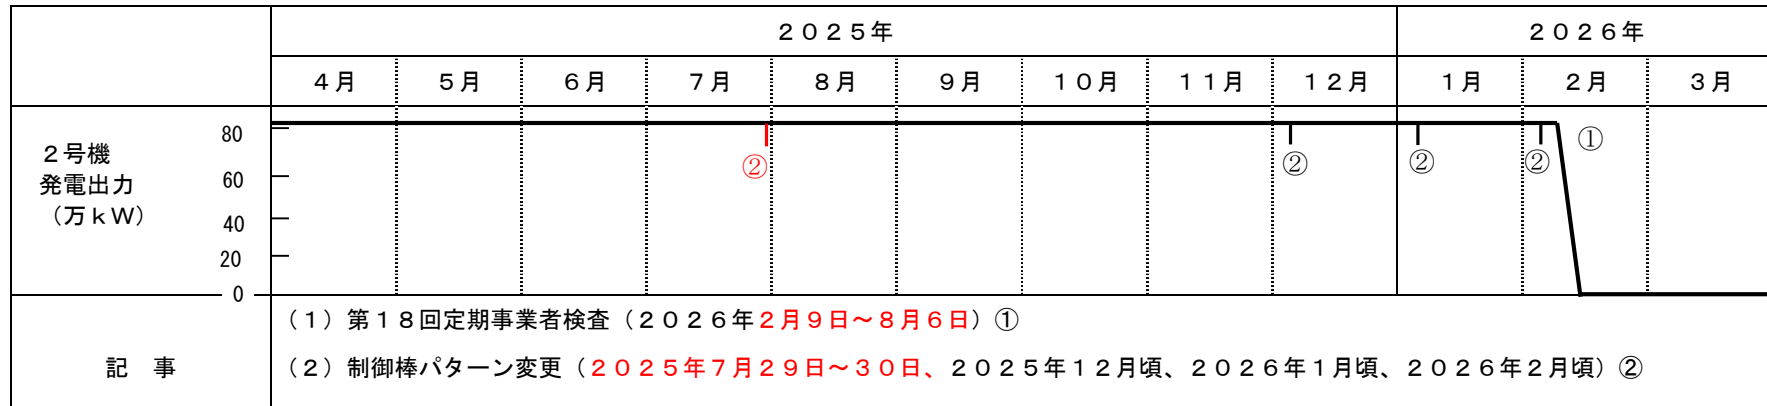 ２０２５年 ２０２６年
４月 ５月 ６月 ７月 ８月 ９月 １０月 １１月 １２月 １月 ２月 ３月
２号機
発電出力
（万ｋＷ）
80
60
40
20
0
② ② ② ② ①
記　事
（１）第１８回定期事業者検査（２０２６年２月９日～８月６日）①
（２）制御棒パターン変更（２０２５年７月２９日～３０日、２０２５年１２月頃、２０２６年１月頃、２０２６年２月頃）②